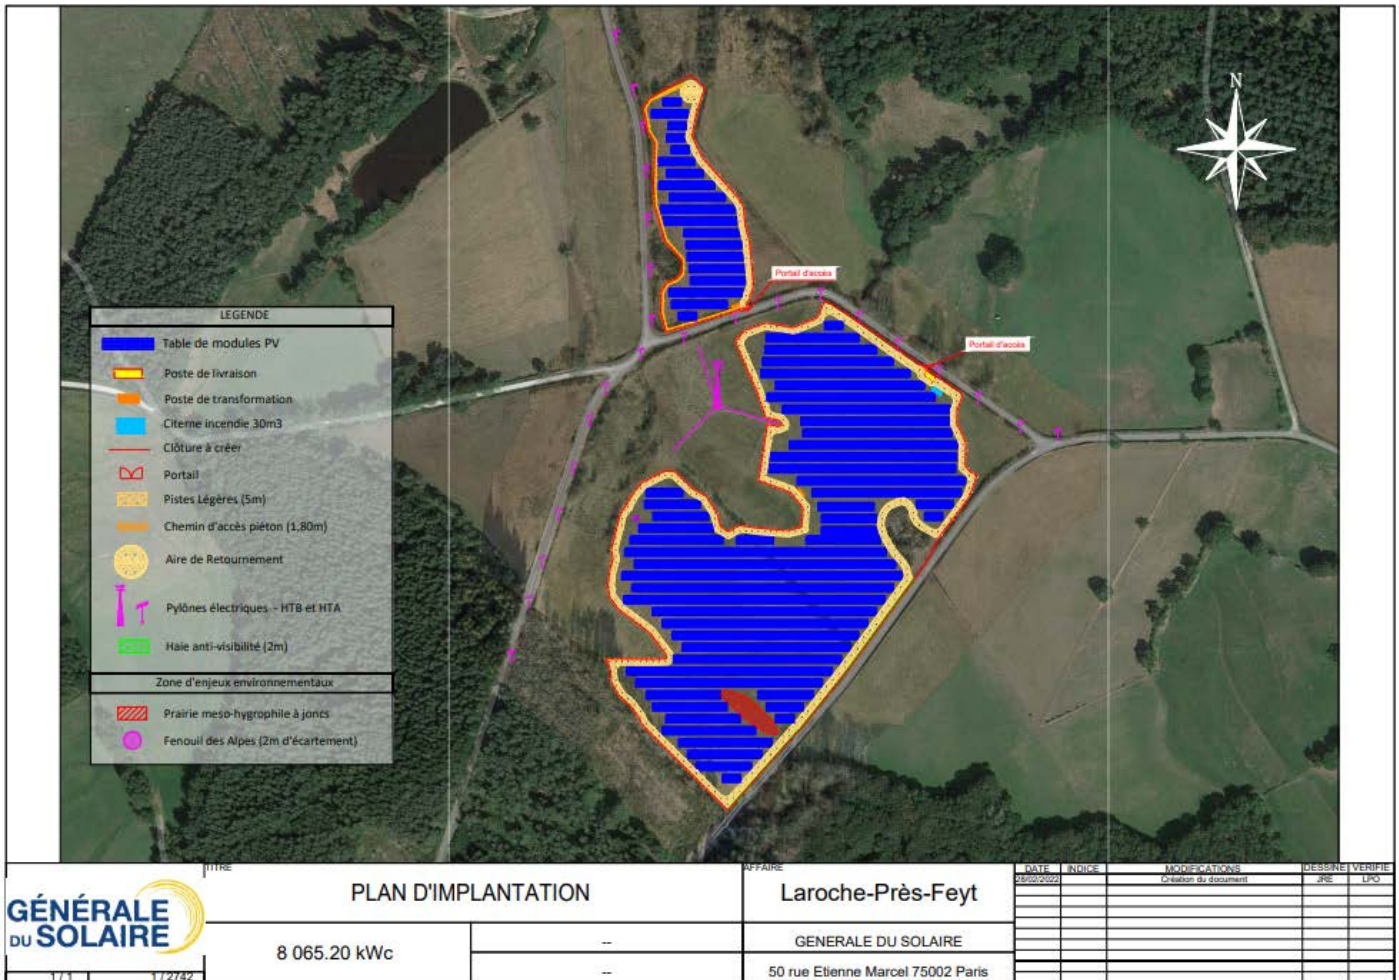 N
Portail d'accès
Portail d'accès
LEGENDE
Table de modules PV
Poste de livraison
Poste de transformation
Citerne incendie 30m3
Clôture à créer
Portail
Pistes Légères (5m)
Chemin d'accès piéton (1,80m)
Aire de Retournement
Pylônes électriques - HTB et HTA
Haie anti-visibilité (2m)
Zone d'enjeux environnementaux
Prairie meso-hygrophile à joncs
Fenouil des Alpes (2m d'écartement)
GÉNÉRALE
DU SOLAIRE
1 / 1
1 / 2742
TITRE
PLAN D'IMPLANTATION
8 065.20 kWc
--
--
AFFAIRE
Laroche-Près-Feyt
GENERALE DU SOLAIRE
50 rue Etienne Marcel 75002 Paris
DATE INDICE MODIFICATIONS DESSINE VERIFIE
28/02/2022 Création du document JRE LPO